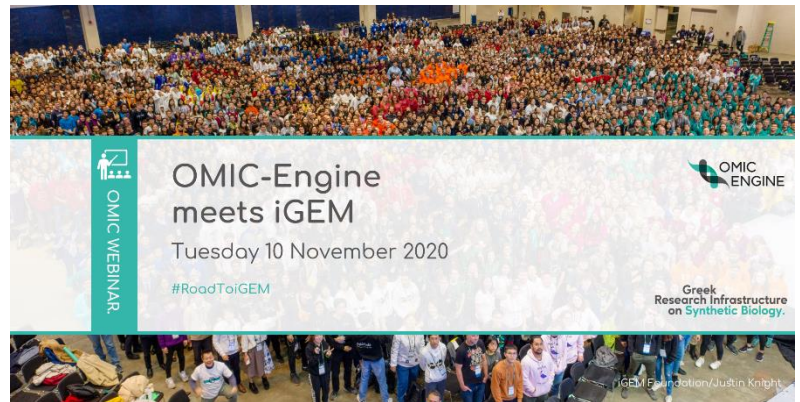 OMIC WEBINAR.
OMIC-Engine
meets iGEM
Tuesday 10 November 2020
#RoadToiGEM
OMIC
ENGINE
Greek
Research Infrastructure
on Synthetic Biology.
iGEM Foundation/Justin Knight